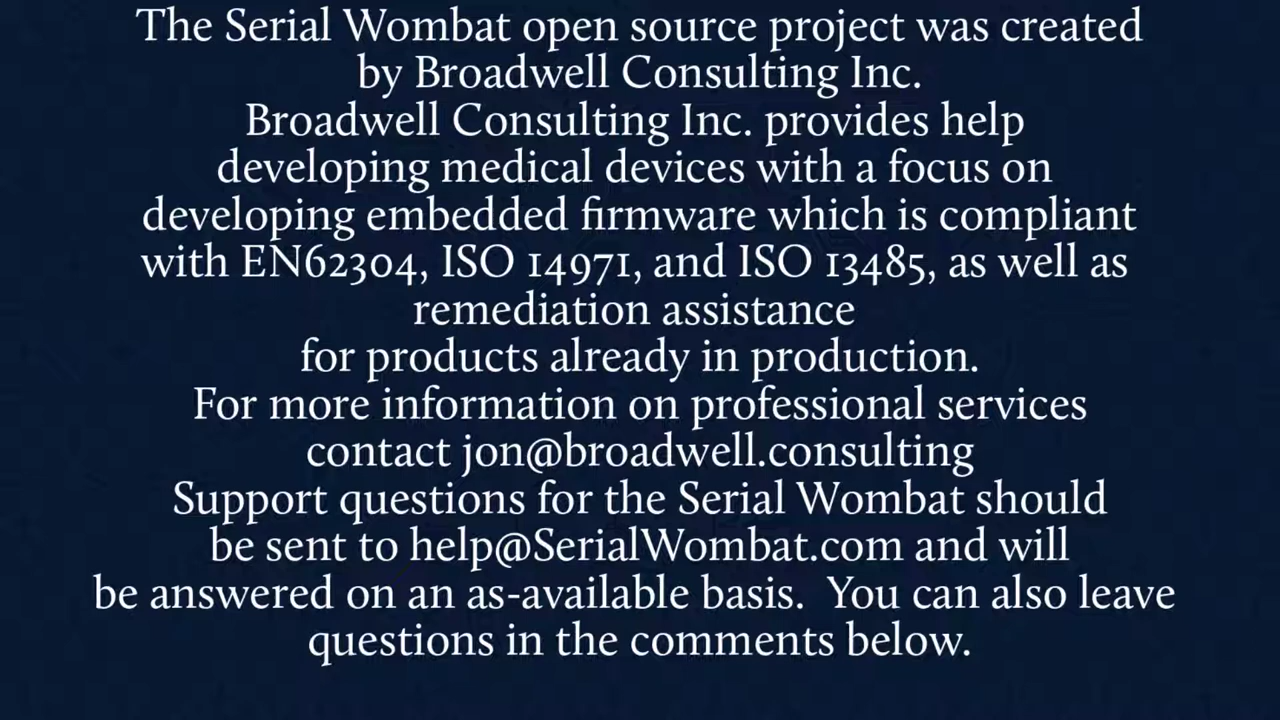 The Serial Wombat open source project was created
by Broadwell Consulting Inc.
Broadwell Consulting Inc. provides help
developing medical devices with a focus on
developing embedded firmware which is compliant
with EN62304, ISO 14971, and ISO 13485, as well as
remediation assistance
for products already in production.
For more information on professional services
contact jon@broadwell.consulting
Support questions for the Serial Wombat should
be sent to help@SerialWombat.com and will
be answered on an as-available basis.  You can also leave
questions in the comments below.